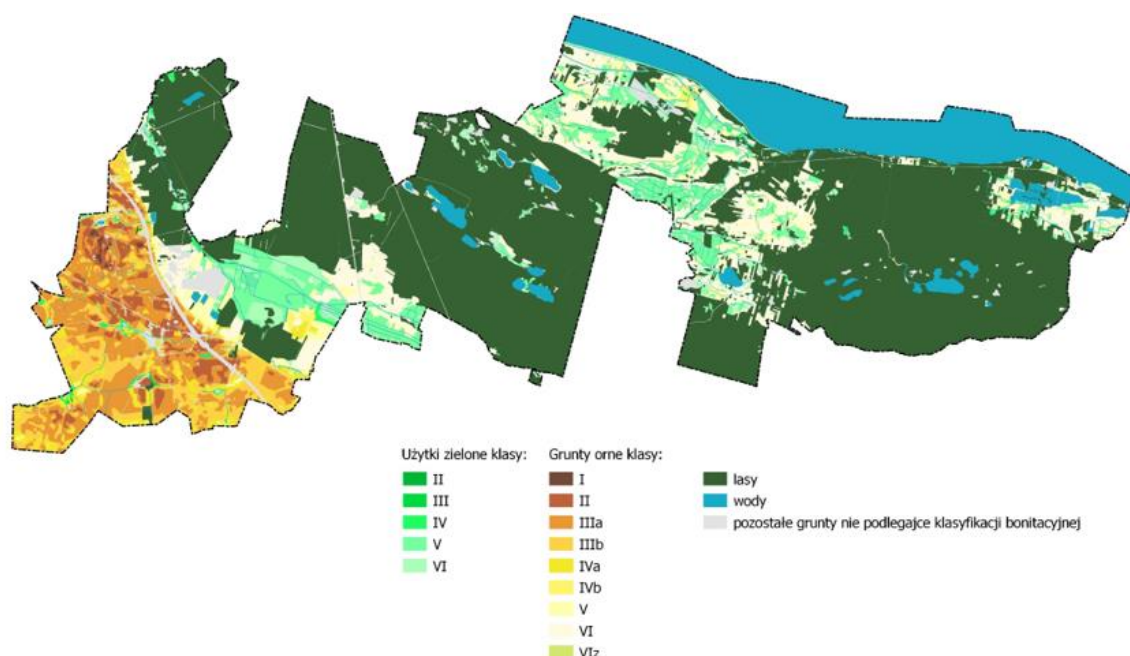 Użytki zielone klasy:
II
III
IV
V
VI
Grunty orne klasy:
I
II
IIIa
IIIb
IVa
IVb
V
VI
VIz
lasy
wody
pozostałe grunty nie podlegajce klasyfikacji bonitacyjnej